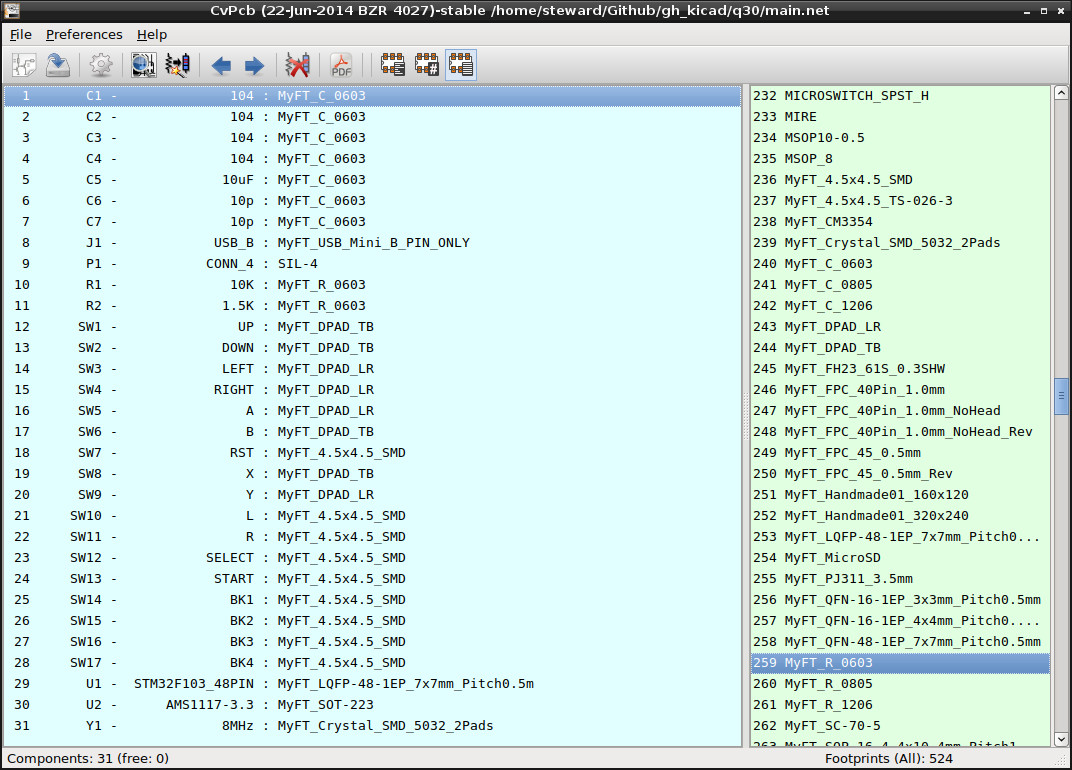 CvPcb (22-Jun-2014 BZR 4027)-stable /home/steward/Github/gh_kicad/q30/main.net
File Preferences Help
PDF
1 C1 - 104 : MyFT_C_0603
2 C2 - 104 : MyFT_C_0603
3 C3 - 104 : MyFT_C_0603
4 C4 - 104 : MyFT_C_0603
5 C5 - 10uF : MyFT_C_0603
6 C6 - 10p : MyFT_C_0603
7 C7 - 10p : MyFT_C_0603
8 J1 - USB_B : MyFT_USB_Mini_B_PIN_ONLY
9 P1 - CONN_4 : SIL-4
10 R1 - 10K : MyFT_R_0603
11 R2 - 1.5K : MyFT_R_0603
12 SW1 - UP : MyFT_DPAD_TB
13 SW2 - DOWN : MyFT_DPAD_TB
14 SW3 - LEFT : MyFT_DPAD_LR
15 SW4 - RIGHT : MyFT_DPAD_LR
16 SW5 - A : MyFT_DPAD_LR
17 SW6 - B : MyFT_DPAD_TB
18 SW7 - RST : MyFT_4.5x4.5_SMD
19 SW8 - X : MyFT_DPAD_TB
20 SW9 - Y : MyFT_DPAD_LR
21 SW10 - L : MyFT_4.5x4.5_SMD
22 SW11 - R : MyFT_4.5x4.5_SMD
23 SW12 - SELECT : MyFT_4.5x4.5_SMD
24 SW13 - START : MyFT_4.5x4.5_SMD
25 SW14 - BK1 : MyFT_4.5x4.5_SMD
26 SW15 - BK2 : MyFT_4.5x4.5_SMD
27 SW16 - BK3 : MyFT_4.5x4.5_SMD
28 SW17 - BK4 : MyFT_4.5x4.5_SMD
29 U1 - STM32F103_48PIN : MyFT_LQFP-48-1EP_7x7mm_Pitch0.5m
30 U2 - AMS1117-3.3 : MyFT_SOT-223
31 Y1 - 8MHz : MyFT_Crystal_SMD_5032_2Pads
232 MICROSWITCH_SPST_H
233 MIRE
234 MSOP10-0.5
235 MSOP_8
236 MyFT_4.5x4.5_SMD
237 MyFT_4.5x4.5_TS-026-3
238 MyFT_CM3354
239 MyFT_Crystal_SMD_5032_2Pads
240 MyFT_C_0603
241 MyFT_C_0805
242 MyFT_C_1206
243 MyFT_DPAD_LR
244 MyFT_DPAD_TB
245 MyFT_FH23_61S_0.3SHW
246 MyFT_FPC_40Pin_1.0mm
247 MyFT_FPC_40Pin_1.0mm_NoHead
248 MyFT_FPC_40Pin_1.0mm_NoHead_Rev
249 MyFT_FPC_45_0.5mm
250 MyFT_FPC_45_0.5mm_Rev
251 MyFT_Handmade01_160x120
252 MyFT_Handmade01_320x240
253 MyFT_LQFP-48-1EP_7x7mm_Pitch0...
254 MyFT_MicroSD
255 MyFT_PJ311_3.5mm
256 MyFT_QFN-16-1EP_3x3mm_Pitch0.5mm
257 MyFT_QFN-16-1EP_4x4mm_Pitch0....
258 MyFT_QFN-48-1EP_7x7mm_Pitch0.5mm
259 MyFT_R_0603
260 MyFT_R_0805
261 MyFT_R_1206
262 MyFT_SC-70-5
263 MyFT_SOP-16_4.4x10.4mm_Pitch1
Components: 31 (free: 0)
Footprints (All): 524